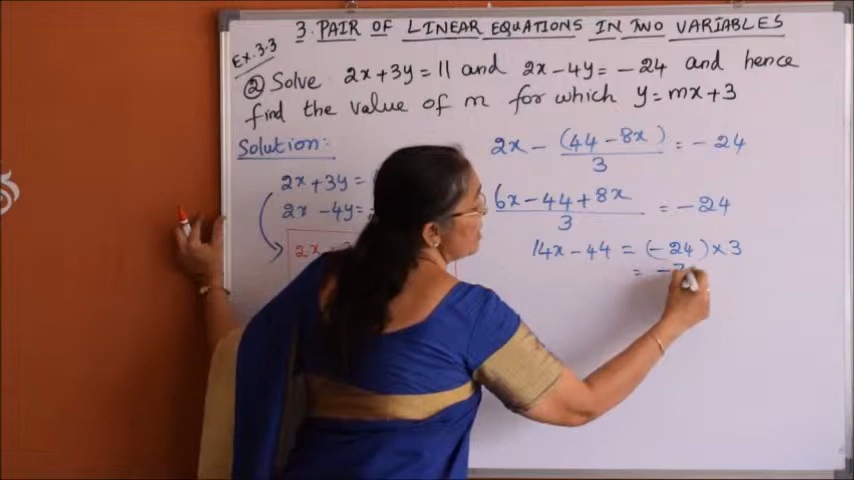 3. PAIR OF LINEAR EQUATIONS IN TWO VARIABLES
Ex.3.3
② Solve 2x+3y=11 and 2x-4y=-24 and hence
find the value of m for which y=mx+3
Solution:
2x+3y=
2x-4y=
2x
2x - (44-8x)/3 = -24
6x-44+8x/3 = -24
14x-44 = (-24)×3
= -7